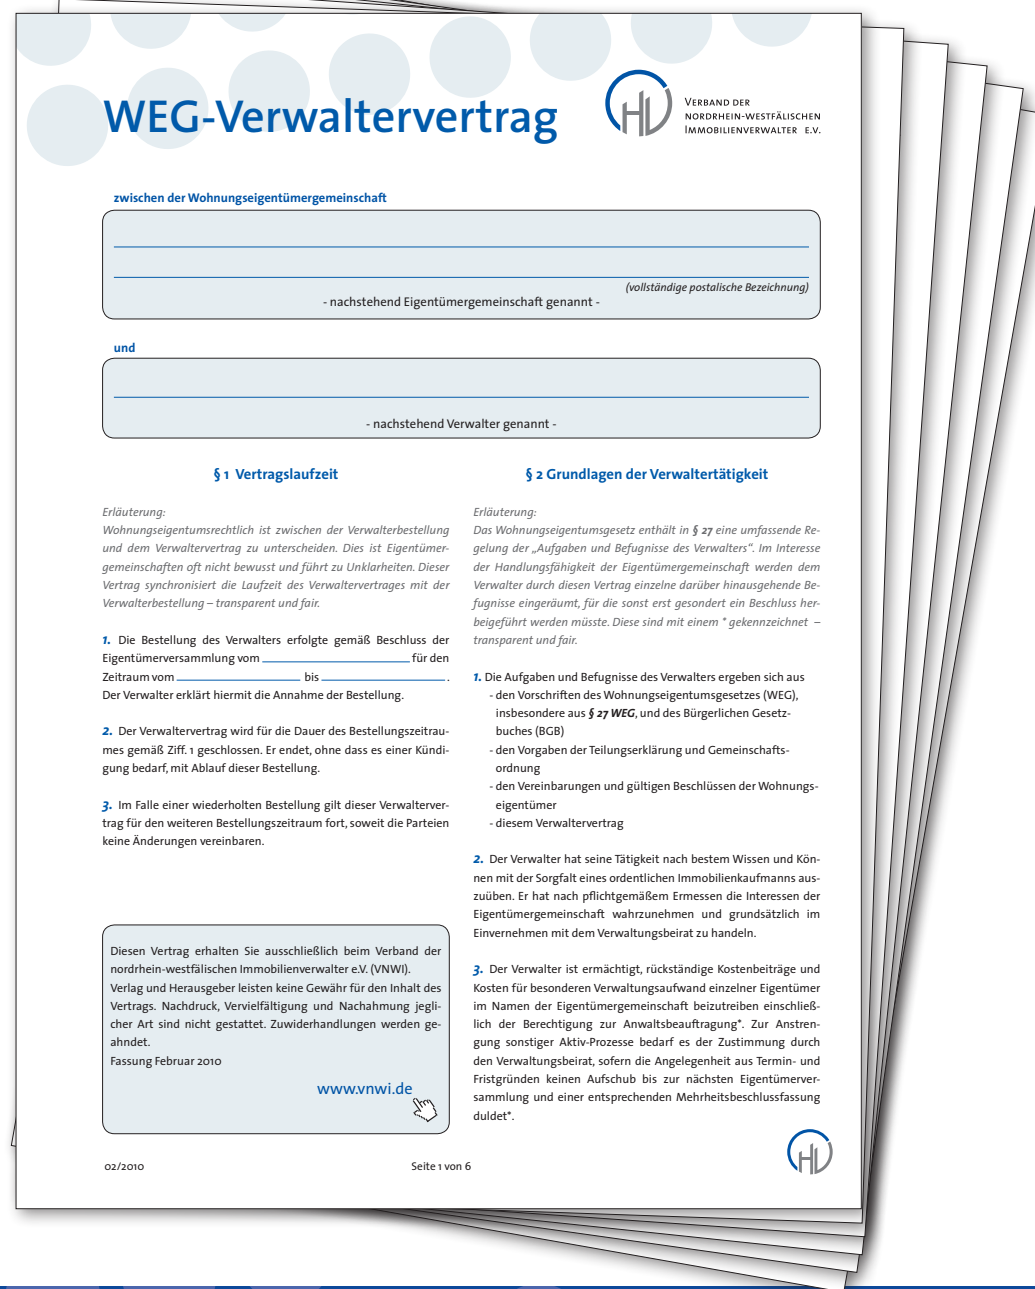 WEG-Verwaltervertrag
VERBAND DER
NORDRHEIN-WESTFÄLISCHEN
IMMOBILIENVERWALTER E.V.
zwischen der Wohnungseigentümergemeinschaft
(vollständige postalische Bezeichnung)
- nachstehend Eigentümergemeinschaft genannt -
und
- nachstehend Verwalter genannt -
§ 1 Vertragslaufzeit
Erläuterung:
Wohnungseigentumsrechtlich ist zwischen der Verwalterbestellung
und dem Verwaltervertrag zu unterscheiden. Dies ist Eigentümer-
gemeinschaften oft nicht bewusst und führt zu Unklarheiten. Dieser
Vertrag synchronisiert die Laufzeit des Verwaltervertrages mit der
Verwalterbestellung – transparent und fair.
1. Die Bestellung des Verwalters erfolgte gemäß Beschluss der
Eigentümerversammlung vom ______ für den
Zeitraum vom ______ bis ______ .
Der Verwalter erklärt hiermit die Annahme der Bestellung.
2. Der Verwaltervertrag wird für die Dauer des Bestellungszeitrau-
mes gemäß Ziff. 1 geschlossen. Er endet, ohne dass es einer Kündi-
gung bedarf, mit Ablauf dieser Bestellung.
3. Im Falle einer wiederholten Bestellung gilt dieser Verwalterver-
trag für den weiteren Bestellungszeitraum fort, soweit die Parteien
keine Änderungen vereinbaren.
Diesen Vertrag erhalten Sie ausschließlich beim Verband der
nordrhein-westfälischen Immobilienverwalter e.V. (VNWI).
Verlag und Herausgeber leisten keine Gewähr für den Inhalt des
Vertrags. Nachdruck, Vervielfältigung und Nachahmung jegli-
cher Art sind nicht gestattet. Zuwiderhandlungen werden ge-
ahndet.
Fassung Februar 2010
www.vnwi.de
§ 2 Grundlagen der Verwaltertätigkeit
Erläuterung:
Das Wohnungseigentumsgesetz enthält in § 27 eine umfassende Re-
gelung der „Aufgaben und Befugnisse des Verwalters“. Im Interesse
der Handlungsfähigkeit der Eigentümergemeinschaft werden dem
Verwalter durch diesen Vertrag einzelne darüber hinausgehende Be-
fugnisse eingeräumt, für die sonst erst gesondert ein Beschluss her-
beigeführt werden müsste. Diese sind mit einem * gekennzeichnet –
transparent und fair.
1. Die Aufgaben und Befugnisse des Verwalters ergeben sich aus
- den Vorschriften des Wohnungseigentumsgesetzes (WEG),
insbesondere aus § 27 WEG, und des Bürgerlichen Gesetz-
buches (BGB)
- den Vorgaben der Teilungserklärung und Gemeinschafts-
ordnung
- den Vereinbarungen und gültigen Beschlüssen der Wohnungs-
eigentümer
- diesem Verwaltervertrag
2. Der Verwalter hat seine Tätigkeit nach bestem Wissen und Kön-
nen mit der Sorgfalt eines ordentlichen Immobilienkaufmanns aus-
zuüben. Er hat nach pflichtgemäßem Ermessen die Interessen der
Eigentümergemeinschaft wahrzunehmen und grundsätzlich im
Einvernehmen mit dem Verwaltungsbeirat zu handeln.
3. Der Verwalter ist ermächtigt, rückständige Kostenbeiträge und
Kosten für besonderen Verwaltungsaufwand einzelner Eigentümer
im Namen der Eigentümergemeinschaft beizutreiben einschließ-
lich der Berechtigung zur Anwaltsbeauftragung*. Zur Anstren-
gung sonstiger Aktiv-Prozesse bedarf es der Zustimmung durch
den Verwaltungsbeirat, sofern die Angelegenheit aus Termin- und
Fristgründen keinen Aufschub bis zur nächsten Eigentümerver-
sammlung und einer entsprechenden Mehrheitsbeschlussfassung
duldet*.
02/2010
Seite 1 von 6